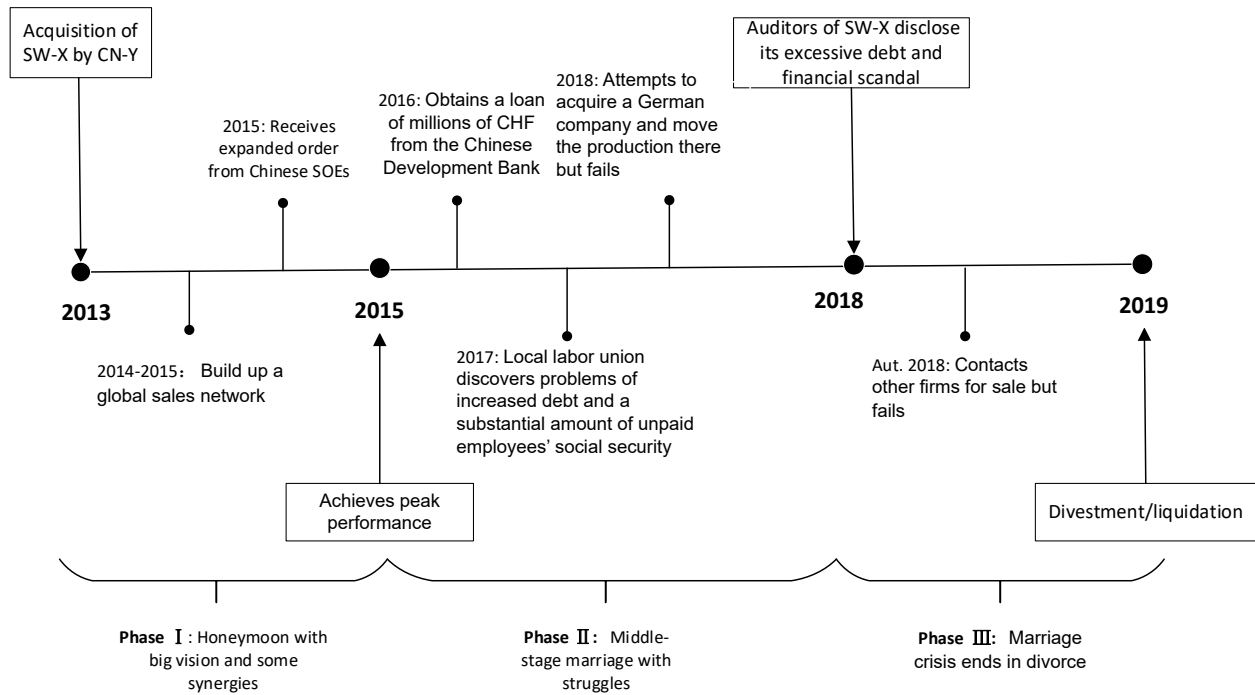 Acquisition of
SW-X by CN-Y
Auditors of SW-X disclose
its excessive debt and
financial scandal
2015: Receives
expanded order
from Chinese SOEs
2016: Obtains a loan
of millions of CHF
from the Chinese
Development Bank
2018: Attempts to
acquire a German
company and move
the production there
but fails
2013
2015
2018
2019
2014-2015: Build up a
global sales network
2017: Local labor union
discovers problems of
increased debt and a
substantial amount of unpaid
employees’ social security
Aut. 2018: Contacts
other firms for sale but
fails
Achieves peak
performance
Divestment/liquidation
Phase Ⅰ: Honeymoon with
big vision and some
synergies
Phase Ⅱ: Middle-
stage marriage with
struggles
Phase Ⅲ: Marriage
crisis ends in divorce